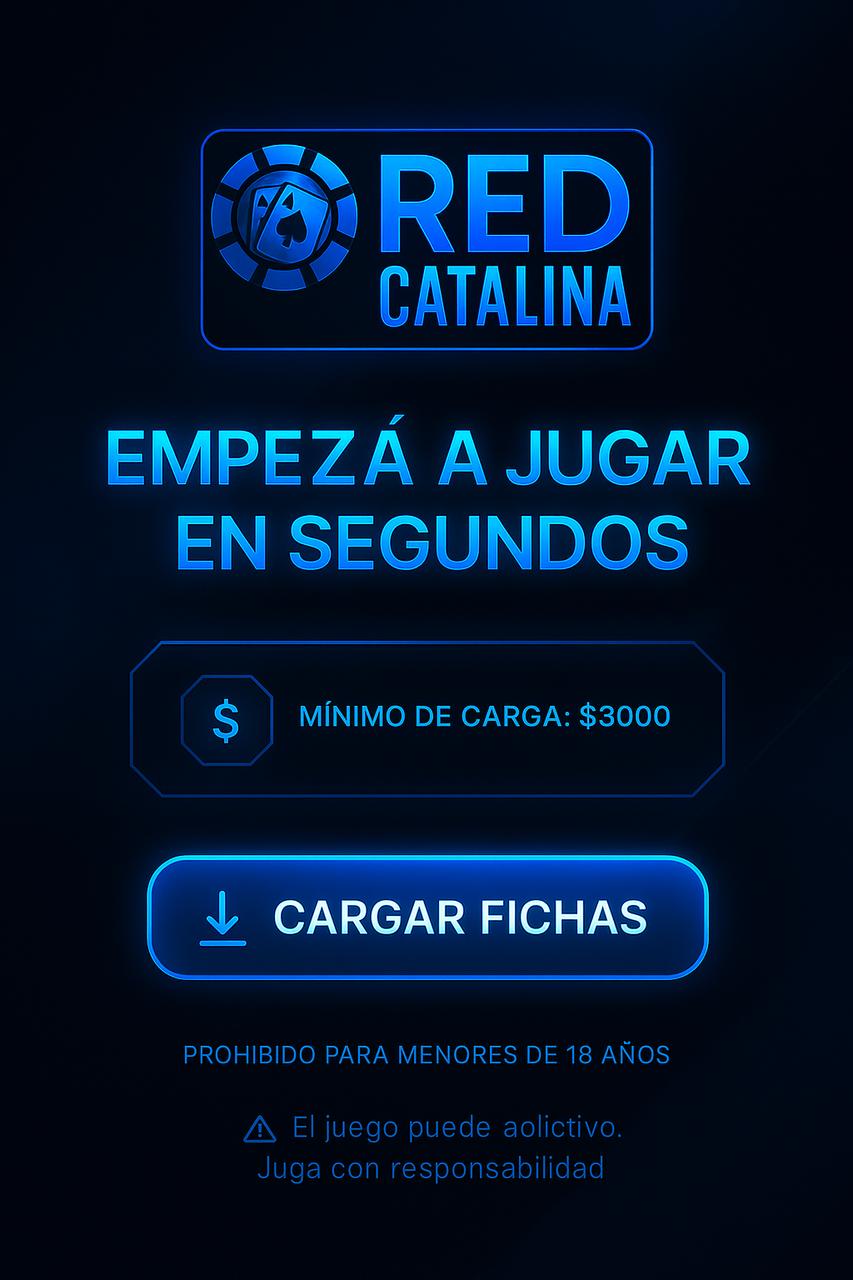 RED
CATALINA
EMPEZÁ A JUGAR
EN SEGUNDOS
$
MÍNIMO DE CARGA: $3000
CARGAR FICHAS
PROHIBIDO PARA MENORES DE 18 AÑOS
El juego puede aolictivo.
Juga con responsabilidad